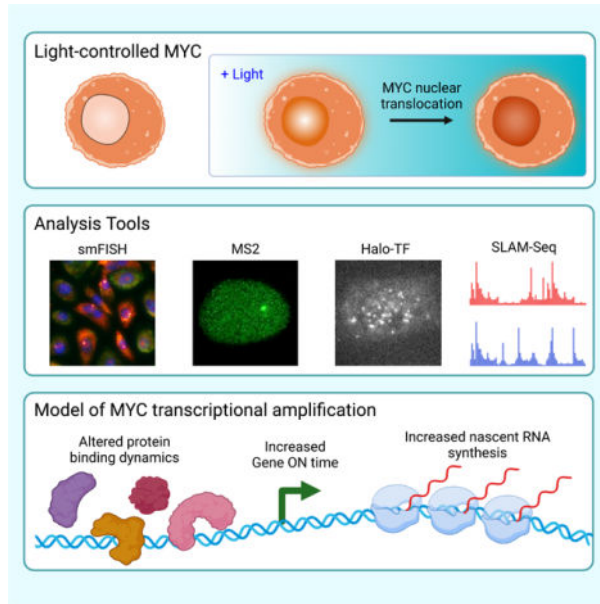 Light-controlled MYC
+ Light
MYC nuclear
translocation
Analysis Tools
smFISH
MS2
Halo-TF
SLAM-Seq
Model of MYC transcriptional amplification
Altered protein
binding dynamics
Increased
Gene ON time
Increased nascent RNA
synthesis